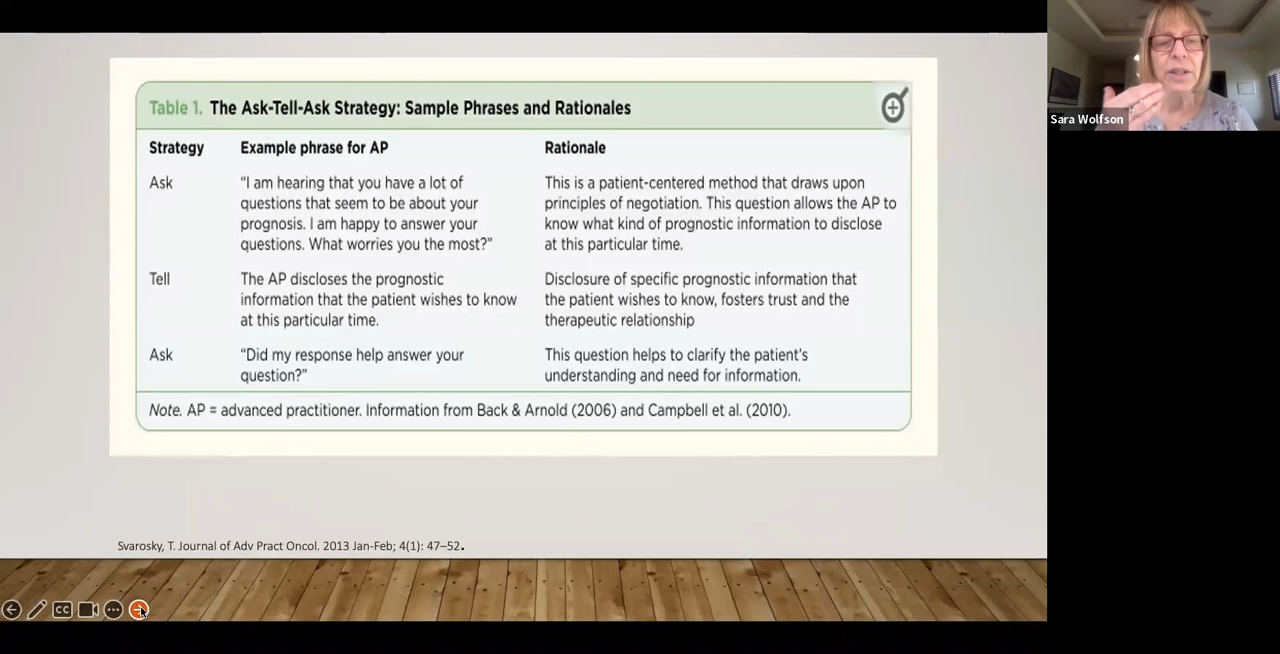 Table 1. The Ask-Tell-Ask Strategy: Sample Phrases and Rationales
Strategy Example phrase for AP Rationale
Ask
“I am hearing that you have a lot of
questions that seem to be about your
prognosis. I am happy to answer your
questions. What worries you the most?”
This is a patient-centered method that draws upon
principles of negotiation. This question allows the AP to
know what kind of prognostic information to disclose
at this particular time.
Tell
The AP discloses the prognostic
information that the patient wishes to know
at this particular time.
Disclosure of specific prognostic information that
the patient wishes to know, fosters trust and the
therapeutic relationship
Ask
“Did my response help answer your
question?”
This question helps to clarify the patient’s
understanding and need for information.
Note. AP = advanced practitioner. Information from Back & Arnold (2006) and Campbell et al. (2010).
Svarosky, T. Journal of Adv Pract Oncol. 2013 Jan-Feb; 4(1): 47–52.
CC
Sara Wolfson